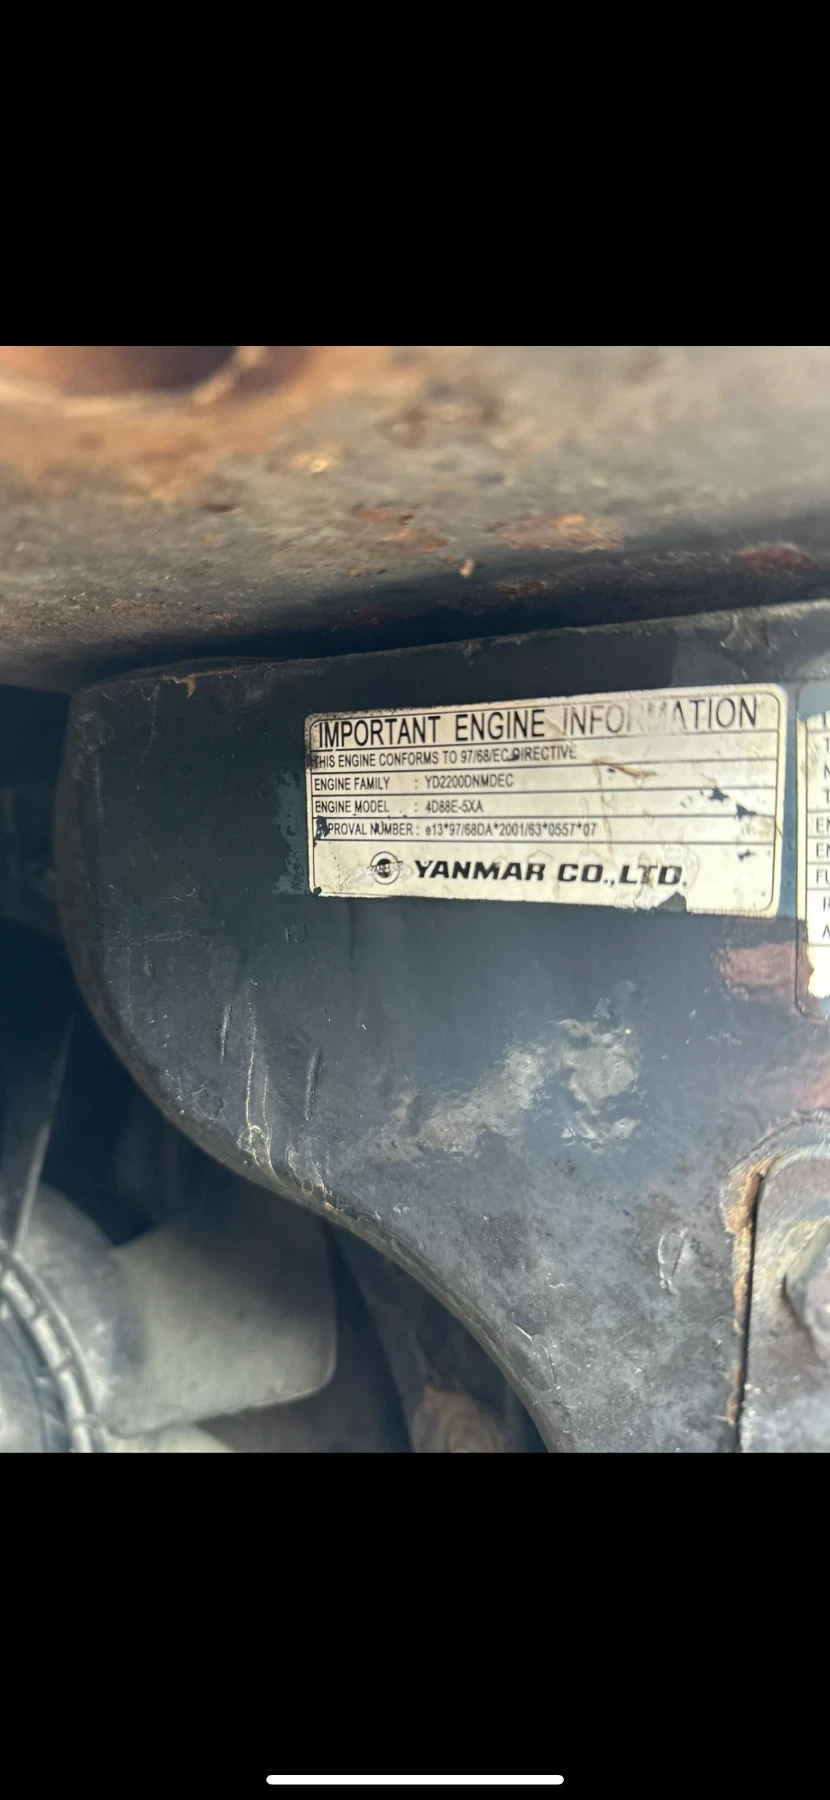 IMPORTANT ENGINE INFORMATION
THIS ENGINE CONFORMS TO 97/68/EC DIRECTIVE
ENGINE FAMILY : YD2200DNMDEC
ENGINE MODEL : 4D88E-5XA
APPROVAL NUMBER : e13*97/68DA*2001/63*0557*07
YANMAR CO.,LTD.